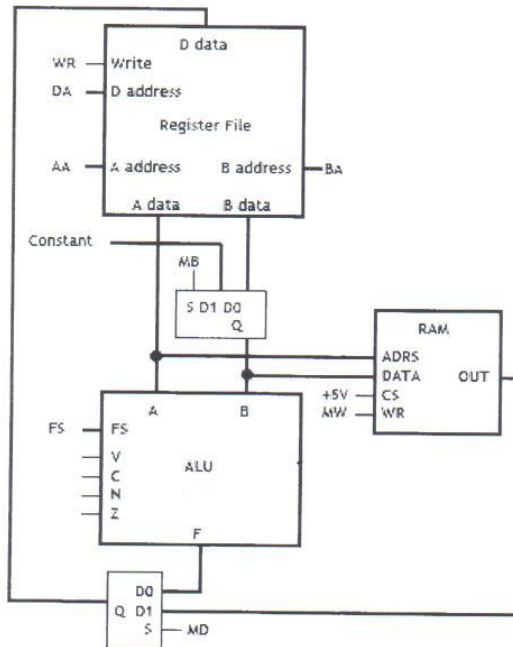 D data
WR Write
DA D address
Register File
AA A address B address BA
A data B data
Constant
MB
S D1 D0
Q
RAM
ADRS
DATA OUT
+5V CS
MW WR
A B
FS FS
V
C
N
Z
ALU
F
D0
Q D1
S MD